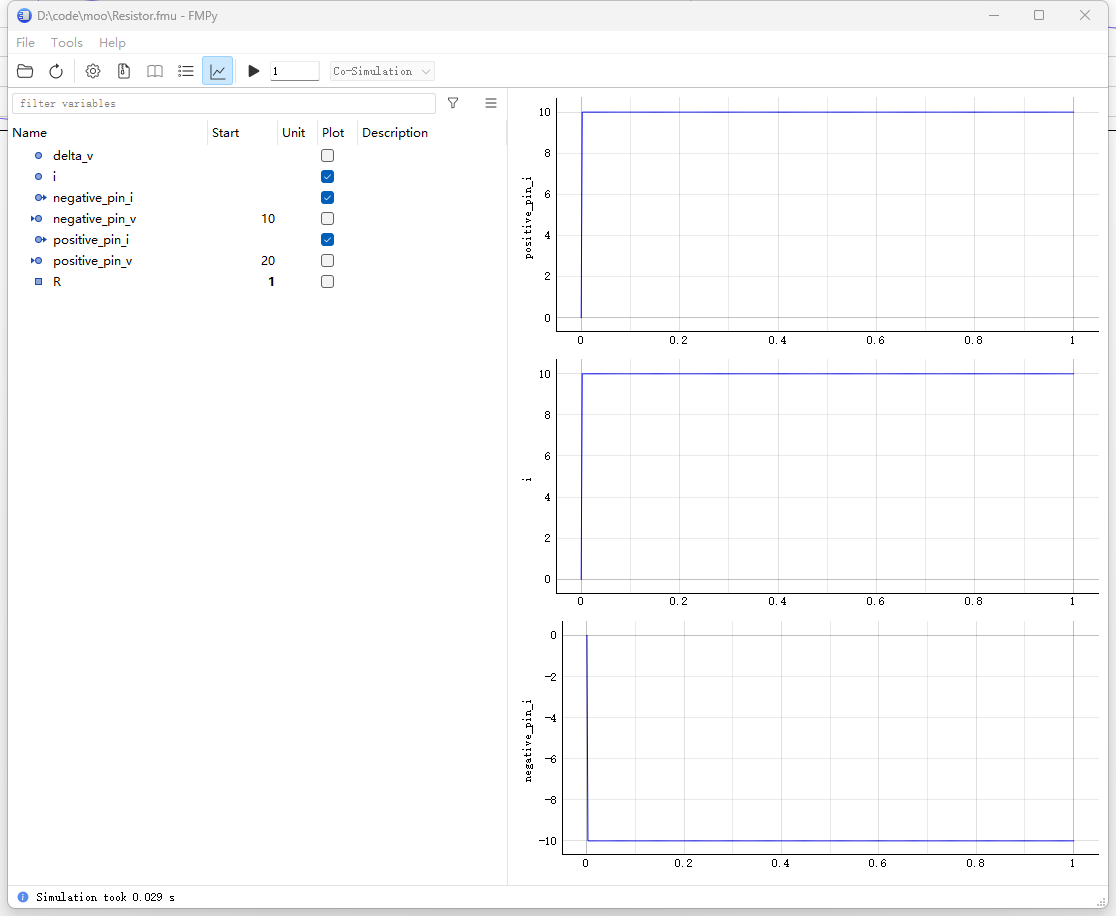 D:\code\moo\Resistor.fmu - FMPy
File Tools Help
1 Co-Simulation
filter variables
Name Start Unit Plot Description
delta_v
i
negative_pin_i
negative_pin_v 10
positive_pin_i
positive_pin_v 20
R 1
positive_pin_i
10
8
6
4
2
0
0 0.2 0.4 0.6 0.8 1
i
10
8
6
4
2
0
0 0.2 0.4 0.6 0.8 1
negative_pin_i
0
-2
-4
-6
-8
-10
0 0.2 0.4 0.6 0.8 1
Simulation took 0.029 s